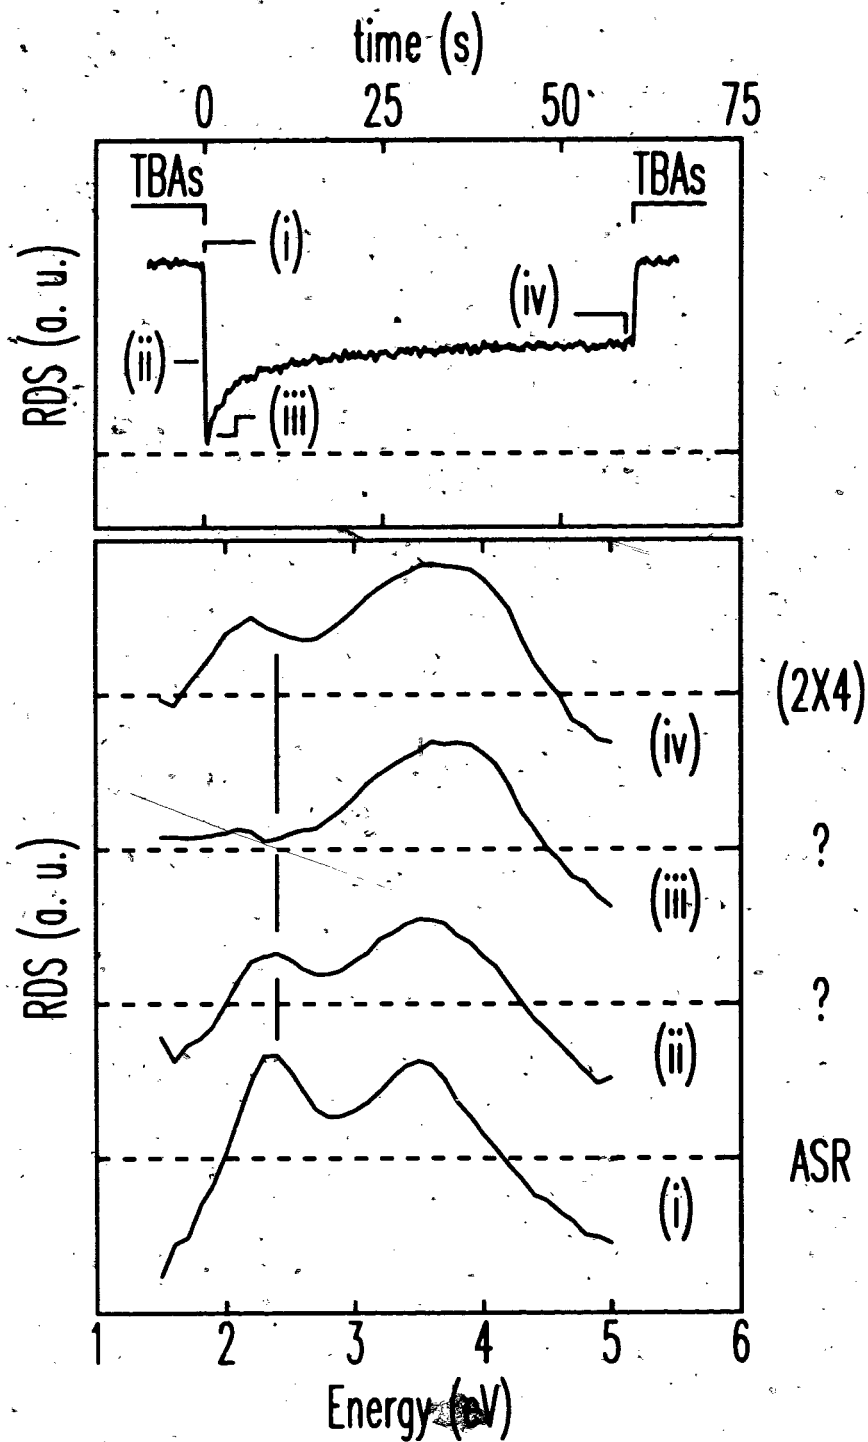 time (s)
0 25 50 75
TBAs TBAs
(i)
(iv)
(ii)
(iii)
RDS (a. u.)
(2X4)
(iv)
?
(iii)
RDS (a. u.)
?
(ii)
ASR
(i)
1 2 3 4 5 6
Energy (eV)